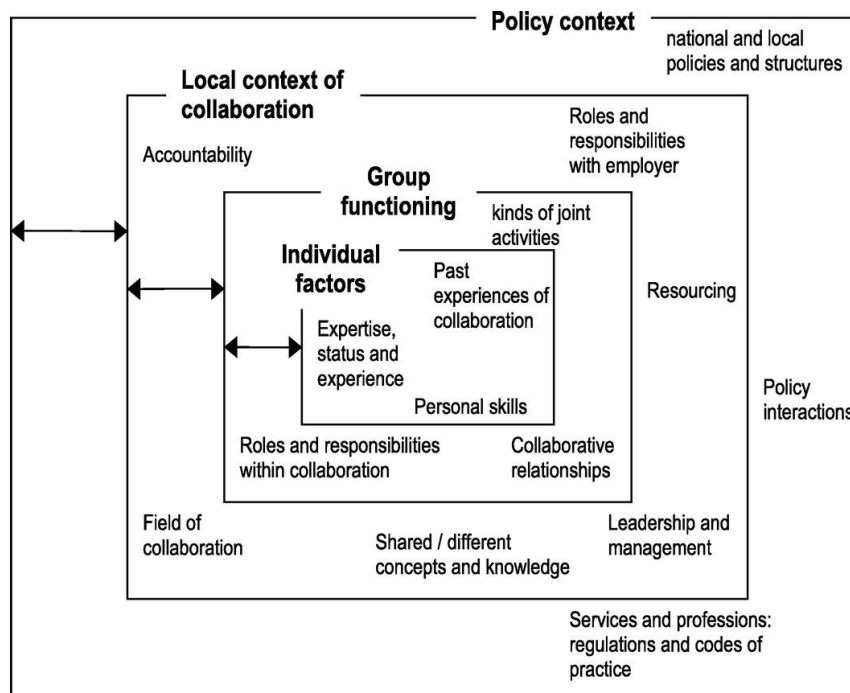 Policy context
national and local
policies and structures
Local context of
collaboration
Roles and
responsibilities
with employer
Accountability
Group
functioning
kinds of joint
activities
Individual
factors
Past
experiences of
collaboration
Resourcing
Expertise,
status and
experience
Personal skills
Policy
interactions
Roles and responsibilities
within collaboration
Collaborative
relationships
Field of
collaboration
Shared / different
concepts and knowledge
Leadership and
management
Services and professions:
regulations and codes of
practice